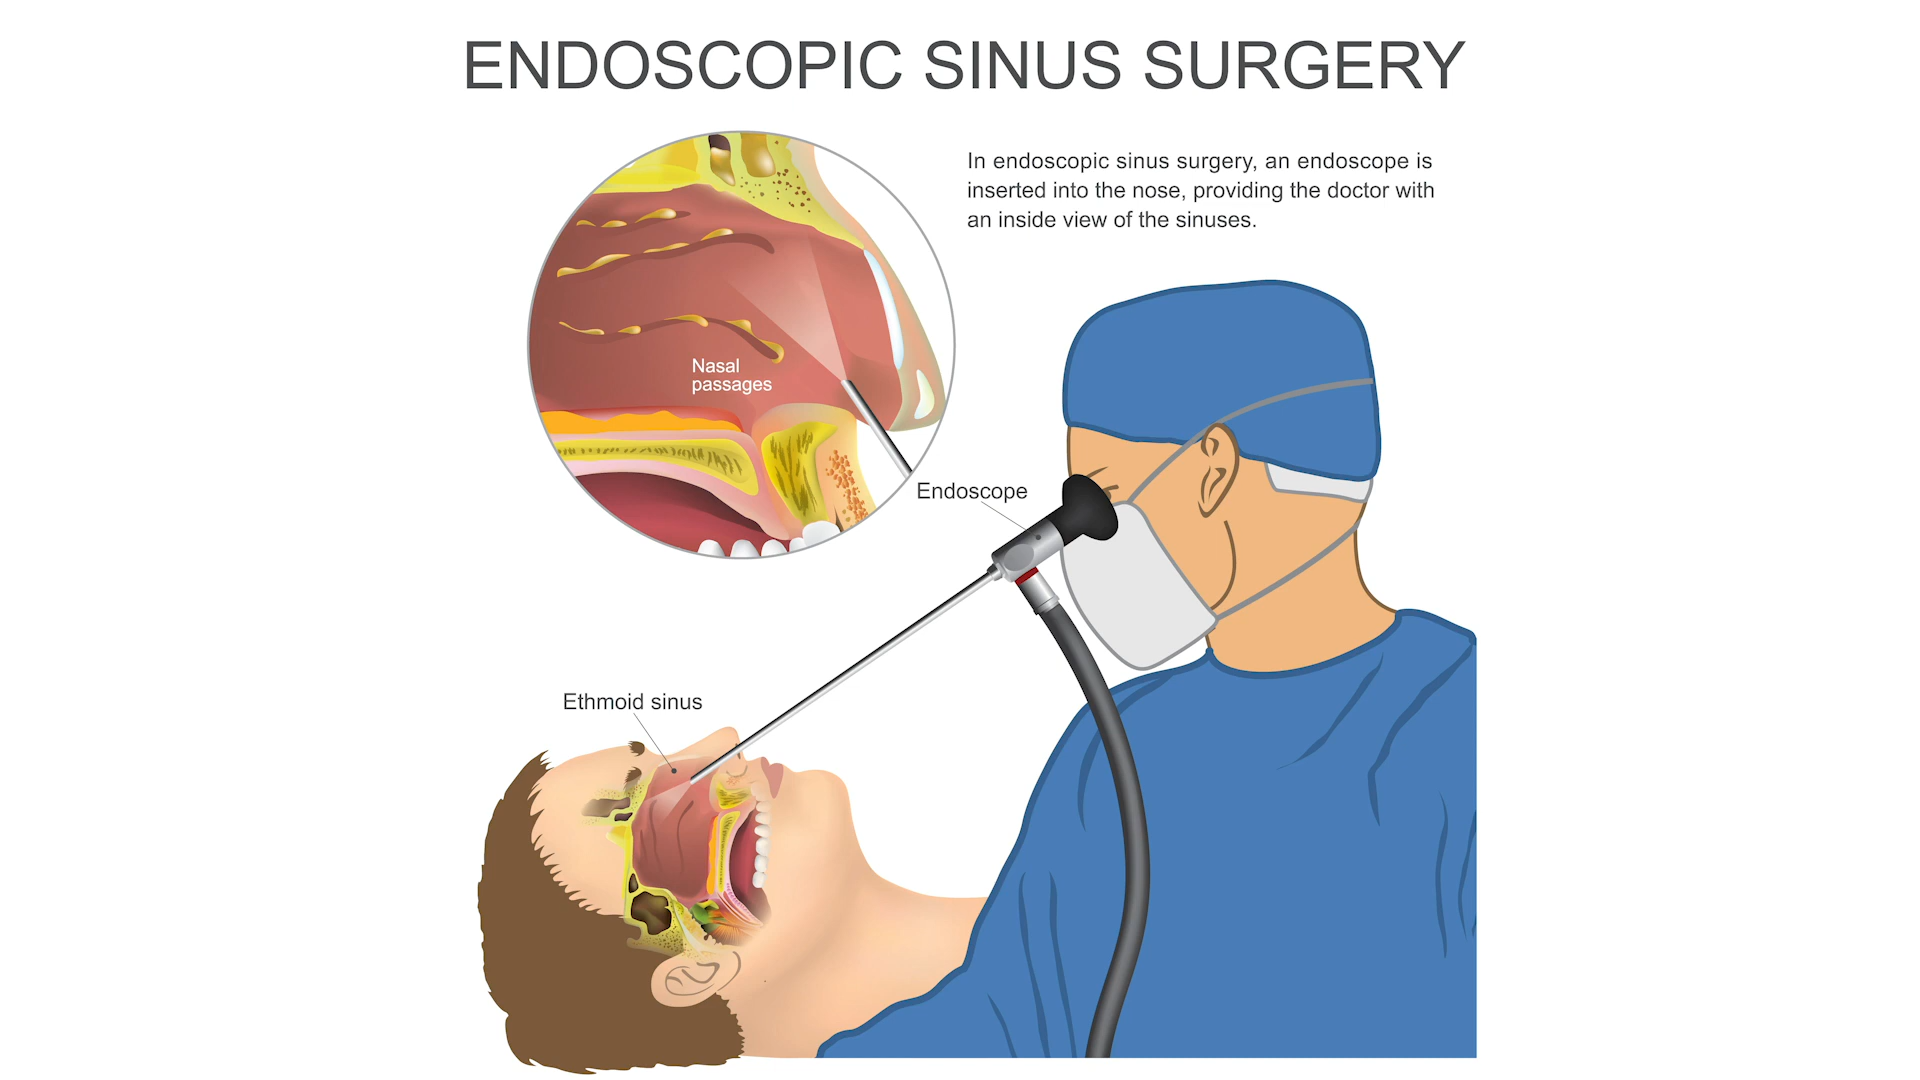 ENDOSCOPIC SINUS SURGERY
In endoscopic sinus surgery, an endoscope is
inserted into the nose, providing the doctor with
an inside view of the sinuses.
Nasal
passages
Endoscope
Ethmoid sinus